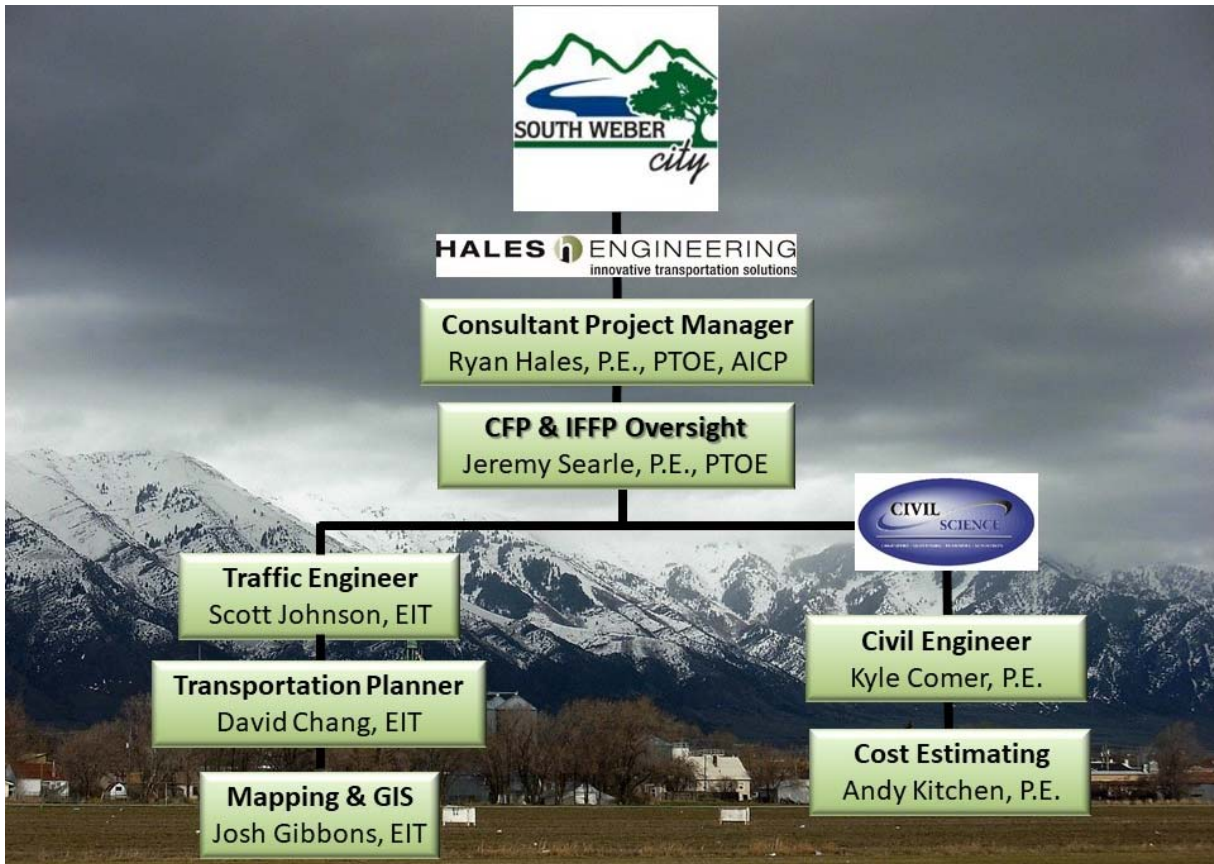 SOUTH WEBER
city
HALES h ENGINEERING
innovative transportation solutions
Consultant Project Manager
Ryan Hales, P.E., PTOE, AICP
CFP & IFFP Oversight
Jeremy Searle, P.E., PTOE
CIVIL
SCIENCE
Traffic Engineer
Scott Johnson, EIT
Transportation Planner
David Chang, EIT
Mapping & GIS
Josh Gibbons, EIT
Civil Engineer
Kyle Comer, P.E.
Cost Estimating
Andy Kitchen, P.E.